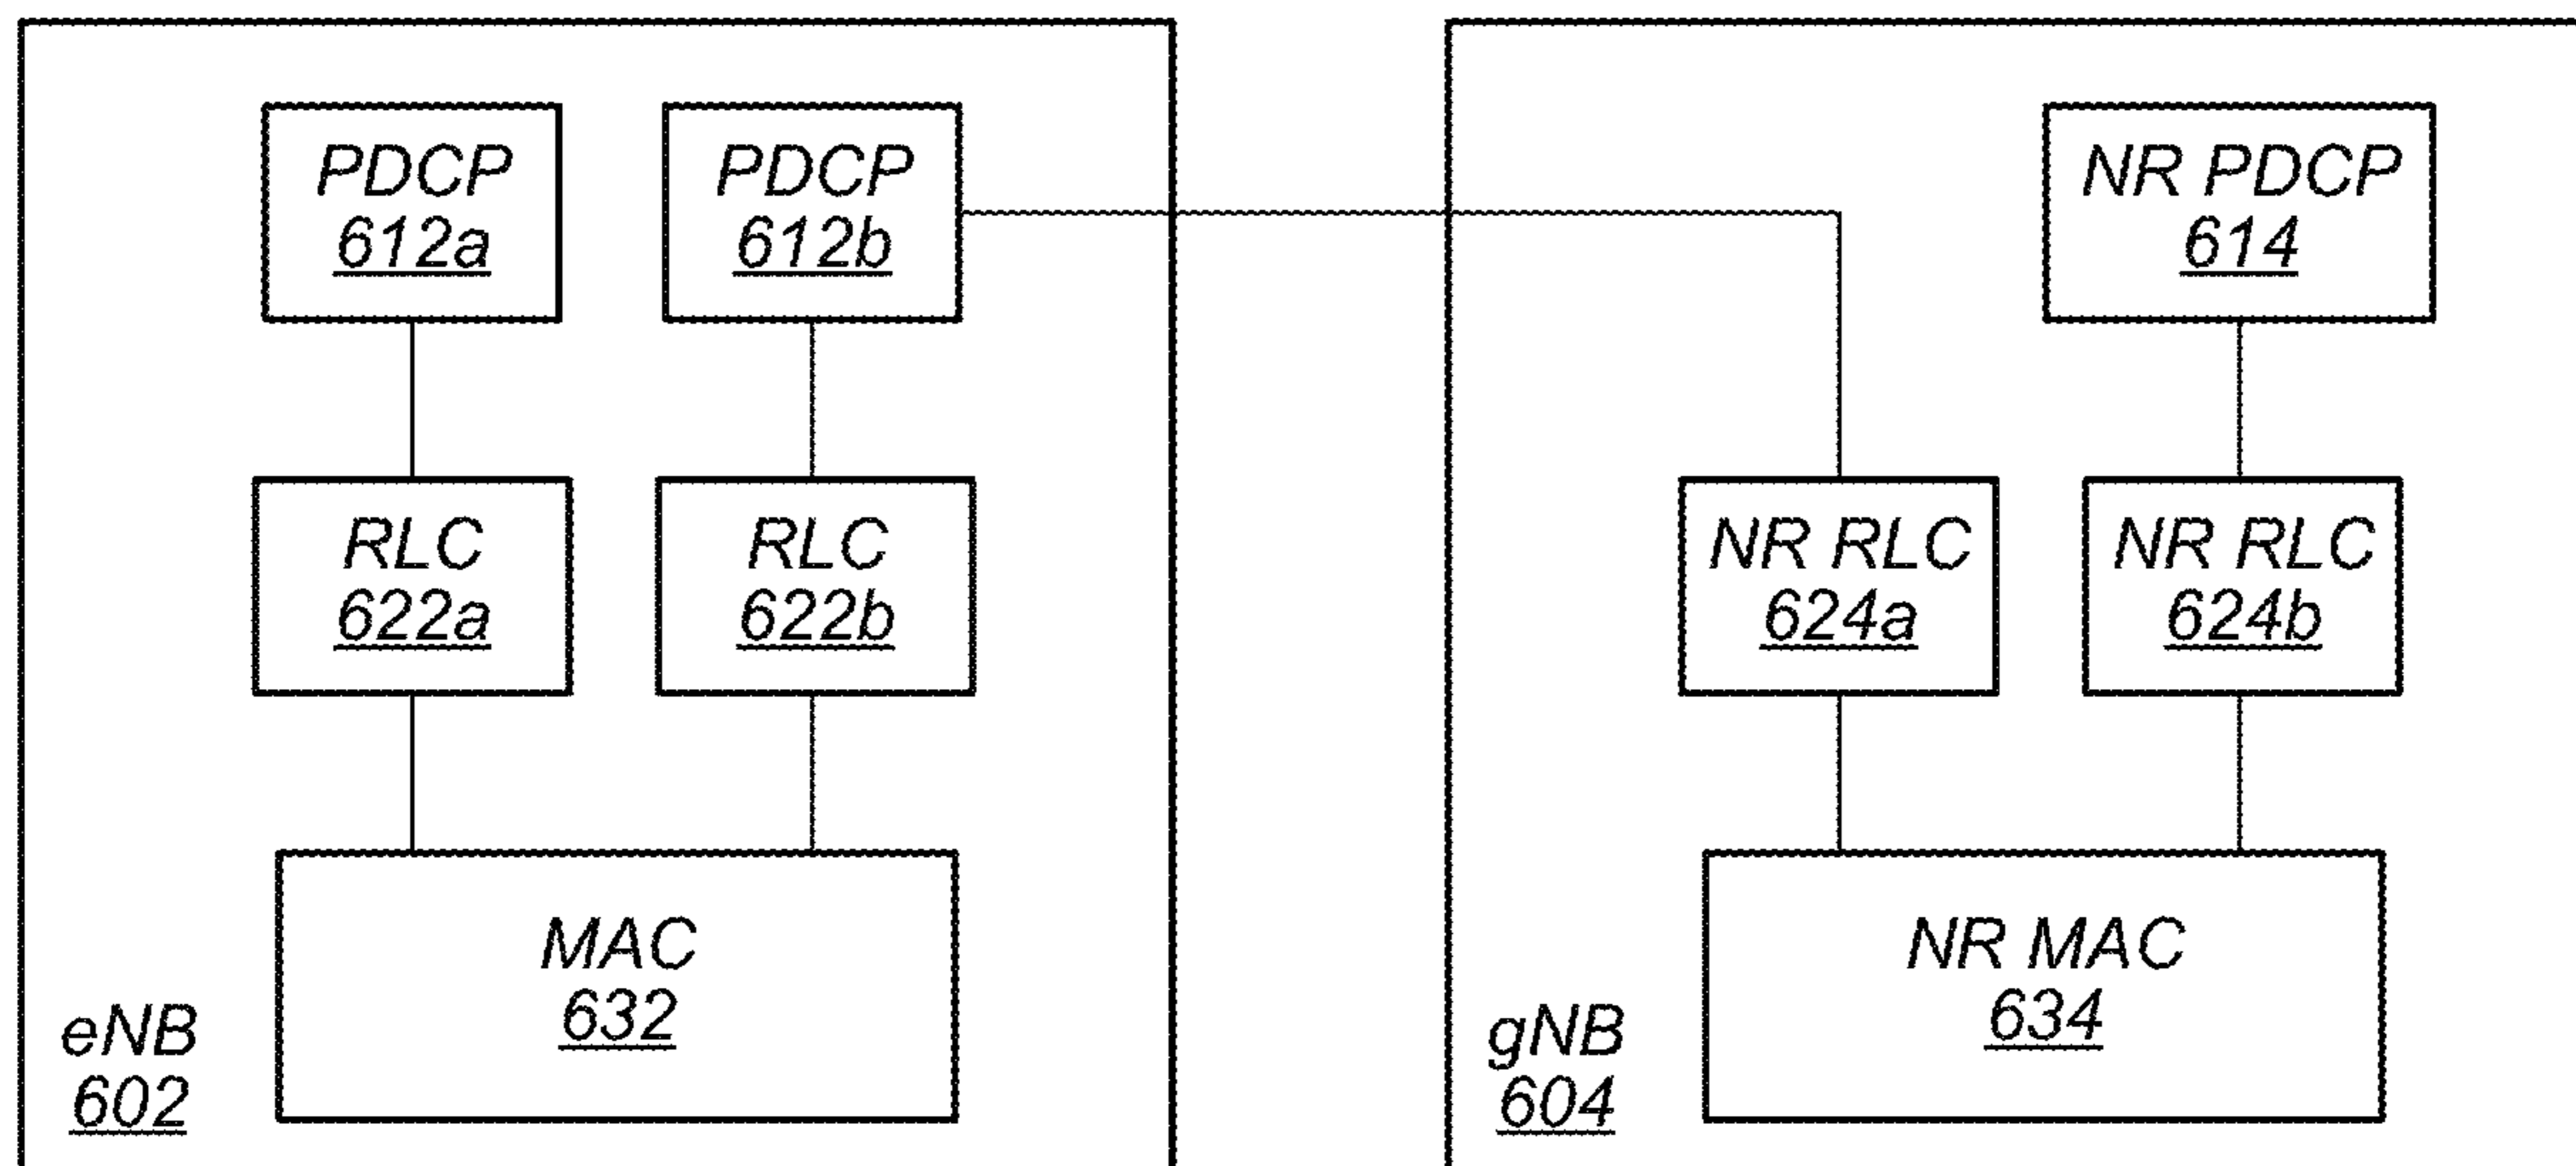 PDCP
612a
PDCP
612b
NR PDCP
614
RLC
622a
RLC
622b
NR RLC
624a
NR RLC
624b
MAC
632
NR MAC
634
eNB
602
gNB
604